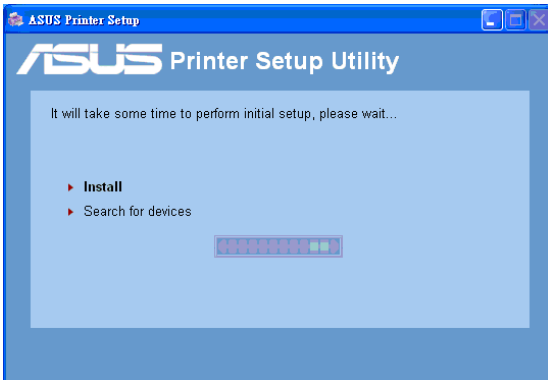 ASUS Printer Setup
ASUS Printer Setup Utility
It will take some time to perform initial setup, please wait...
Install
Search for devices